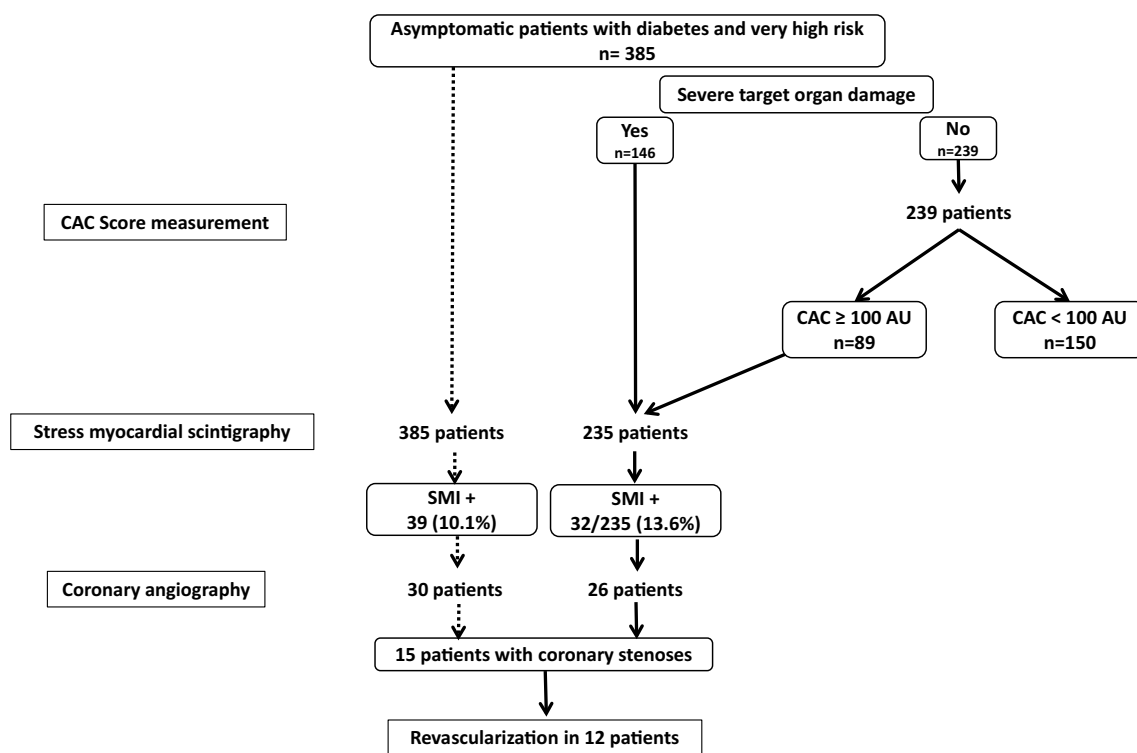 Asymptomatic patients with diabetes and very high risk
n= 385
Severe target organ damage
Yes
n=146
No
n=239
CAC Score measurement
239 patients
CAC ≥ 100 AU
n=89
CAC < 100 AU
n=150
Stress myocardial scintigraphy
385 patients
235 patients
SMI +
39 (10.1%)
SMI +
32/235 (13.6%)
Coronary angiography
30 patients
26 patients
15 patients with coronary stenoses
Revascularization in 12 patients